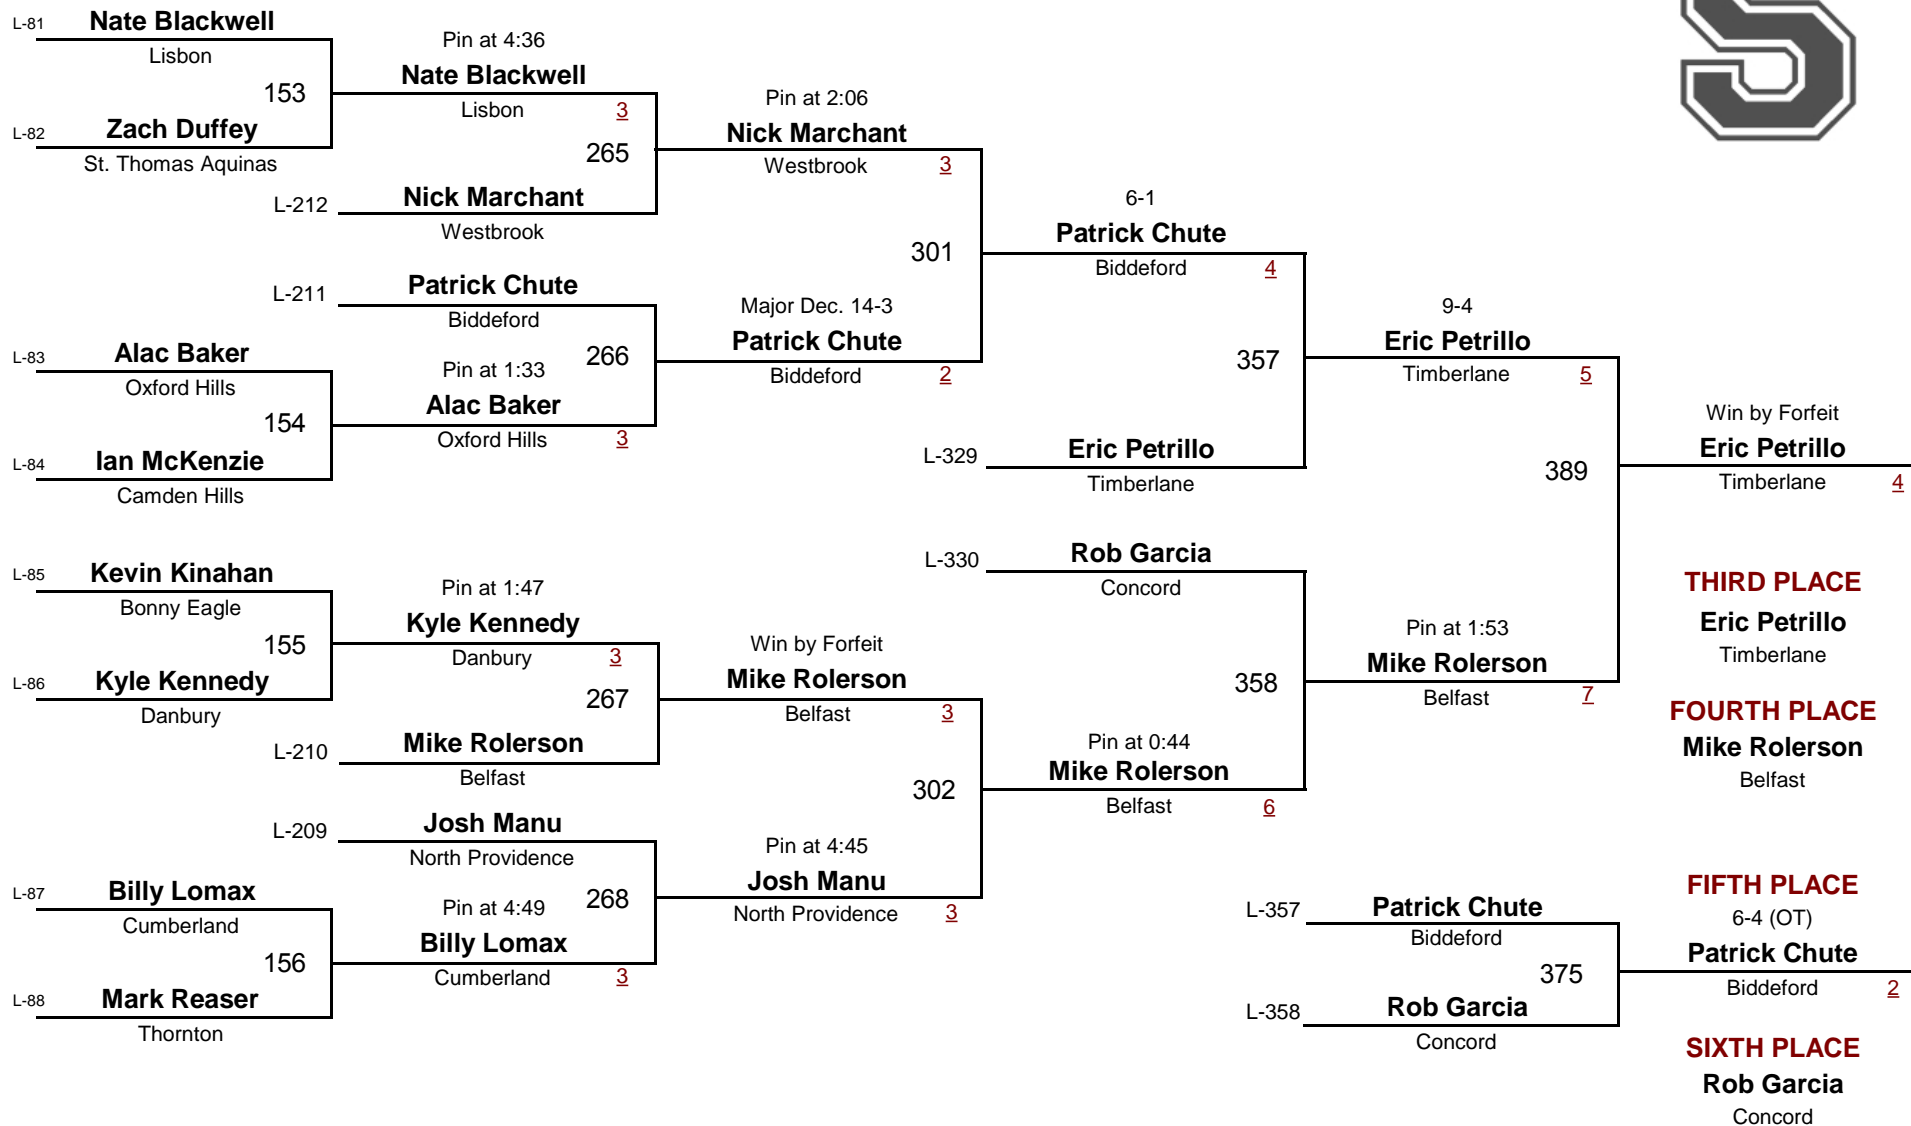 L-81 Nate Blackwell
Lisbon
153
L-82 Zach Duffey
St. Thomas Aquinas
Pin at 4:36
Nate Blackwell
Lisbon 3
265
L-212 Nick Marchant
Westbrook
L-211 Patrick Chute
Biddeford
266
L-83 Alac Baker
Oxford Hills
154
L-84 Ian McKenzie
Camden Hills
Pin at 1:33
Alac Baker
Oxford Hills 3
Pin at 2:06
Nick Marchant
Westbrook 3
301
Major Dec. 14-3
Patrick Chute
Biddeford 2
6-1
Patrick Chute
Biddeford 4
357
L-329 Eric Petrillo
Timberlane
9-4
Eric Petrillo
Timberlane 5
389
Win by Forfeit
Eric Petrillo
Timberlane 4
L-85 Kevin Kinahan
Bonny Eagle
155
L-86 Kyle Kennedy
Danbury
Pin at 1:47
Kyle Kennedy
Danbury 3
267
L-210 Mike Rolerson
Belfast
L-209 Josh Manu
North Providence
268
L-87 Billy Lomax
Cumberland
156
L-88 Mark Reaser
Thornton
Pin at 4:49
Billy Lomax
Cumberland 3
Win by Forfeit
Mike Rolerson
Belfast 3
302
Pin at 4:45
Josh Manu
North Providence 3
L-330 Rob Garcia
Concord
358
Pin at 0:44
Mike Rolerson
Belfast 6
Pin at 1:53
Mike Rolerson
Belfast 7
THIRD PLACE
Eric Petrillo
Timberlane
FOURTH PLACE
Mike Rolerson
Belfast
L-357 Patrick Chute
Biddeford
375
L-358 Rob Garcia
Concord
FIFTH PLACE
6-4 (OT)
Patrick Chute
Biddeford 2
SIXTH PLACE
Rob Garcia
Concord